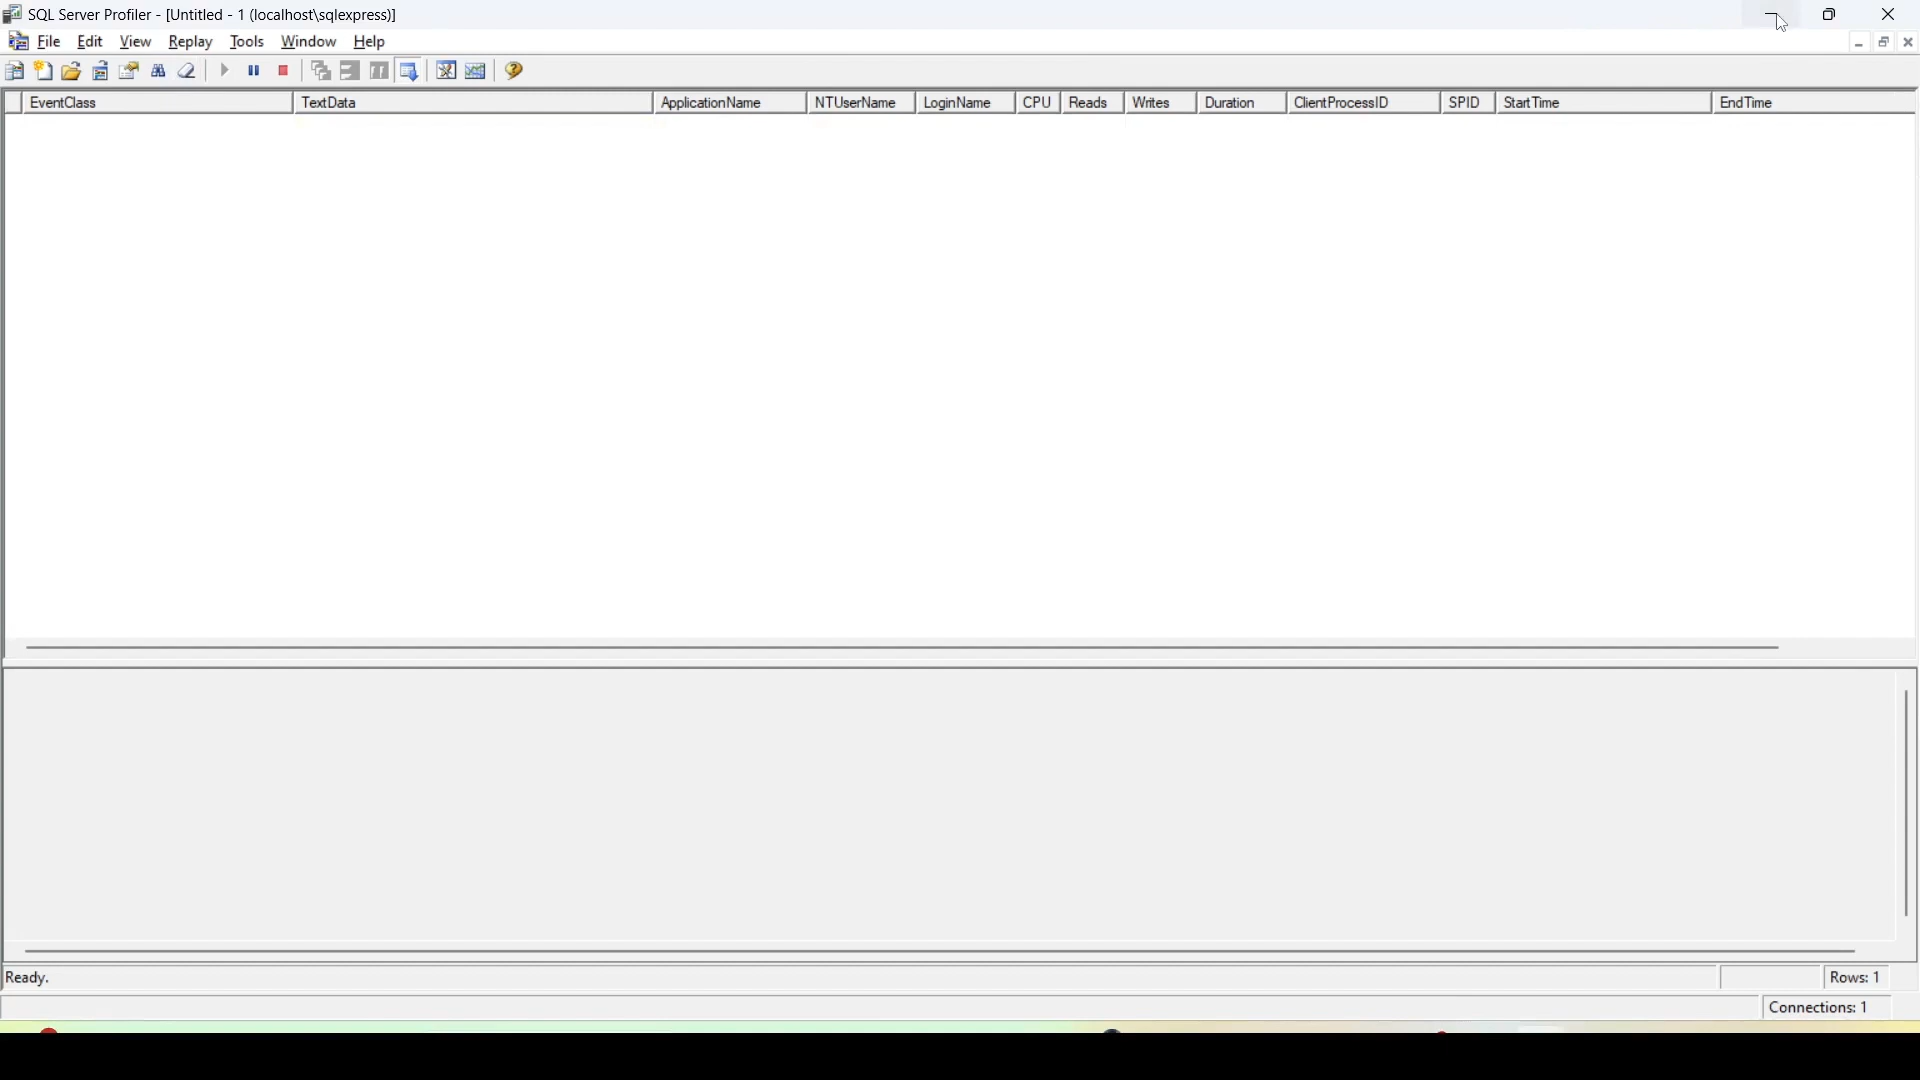 SQL Server Profiler - [Untitled - 1 (localhost\sqlexpress)]
File Edit View Replay Tools Window Help
EventClass TextData ApplicationName NTUserName LoginName CPU Reads Writes Duration ClientProcessID SPID StartTime EndTime
Ready. Rows: 1
Connections: 1